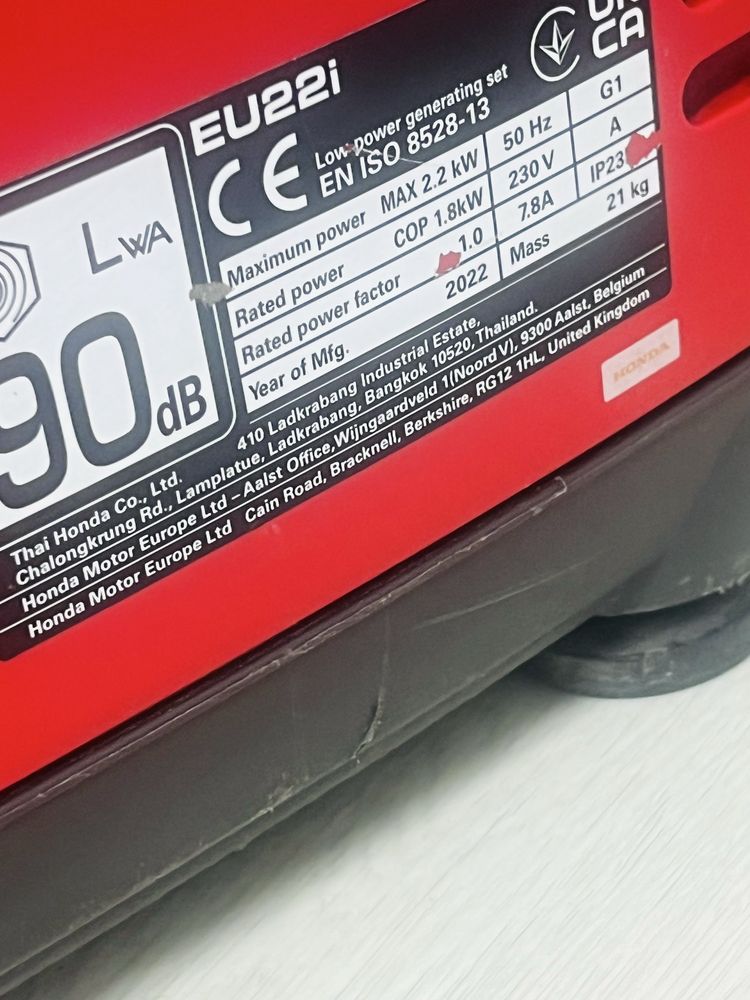 EU22i
UK
CA
CE
Low-power generating set
EN ISO 8528-13
LWA
90dB
Maximum power MAX 2.2 kW 50 Hz G1
Rated power COP 1.8kW 230 V A
Rated power factor 1.0 7.8A IP23
Year of Mfg. 2022 Mass 21 kg
Thai Honda Co., Ltd. 410 Ladkrabang Industrial Estate,
Chalongkrung Rd., Lamplatue, Ladkrabang, Bangkok 10520, Thailand.
Honda Motor Europe Ltd – Aalst Office, Wijngaardveld 1(Noord V), 9300 Aalst, Belgium
Honda Motor Europe Ltd Cain Road, Bracknell, Berkshire, RG12 1HL, United Kingdom
HONDA